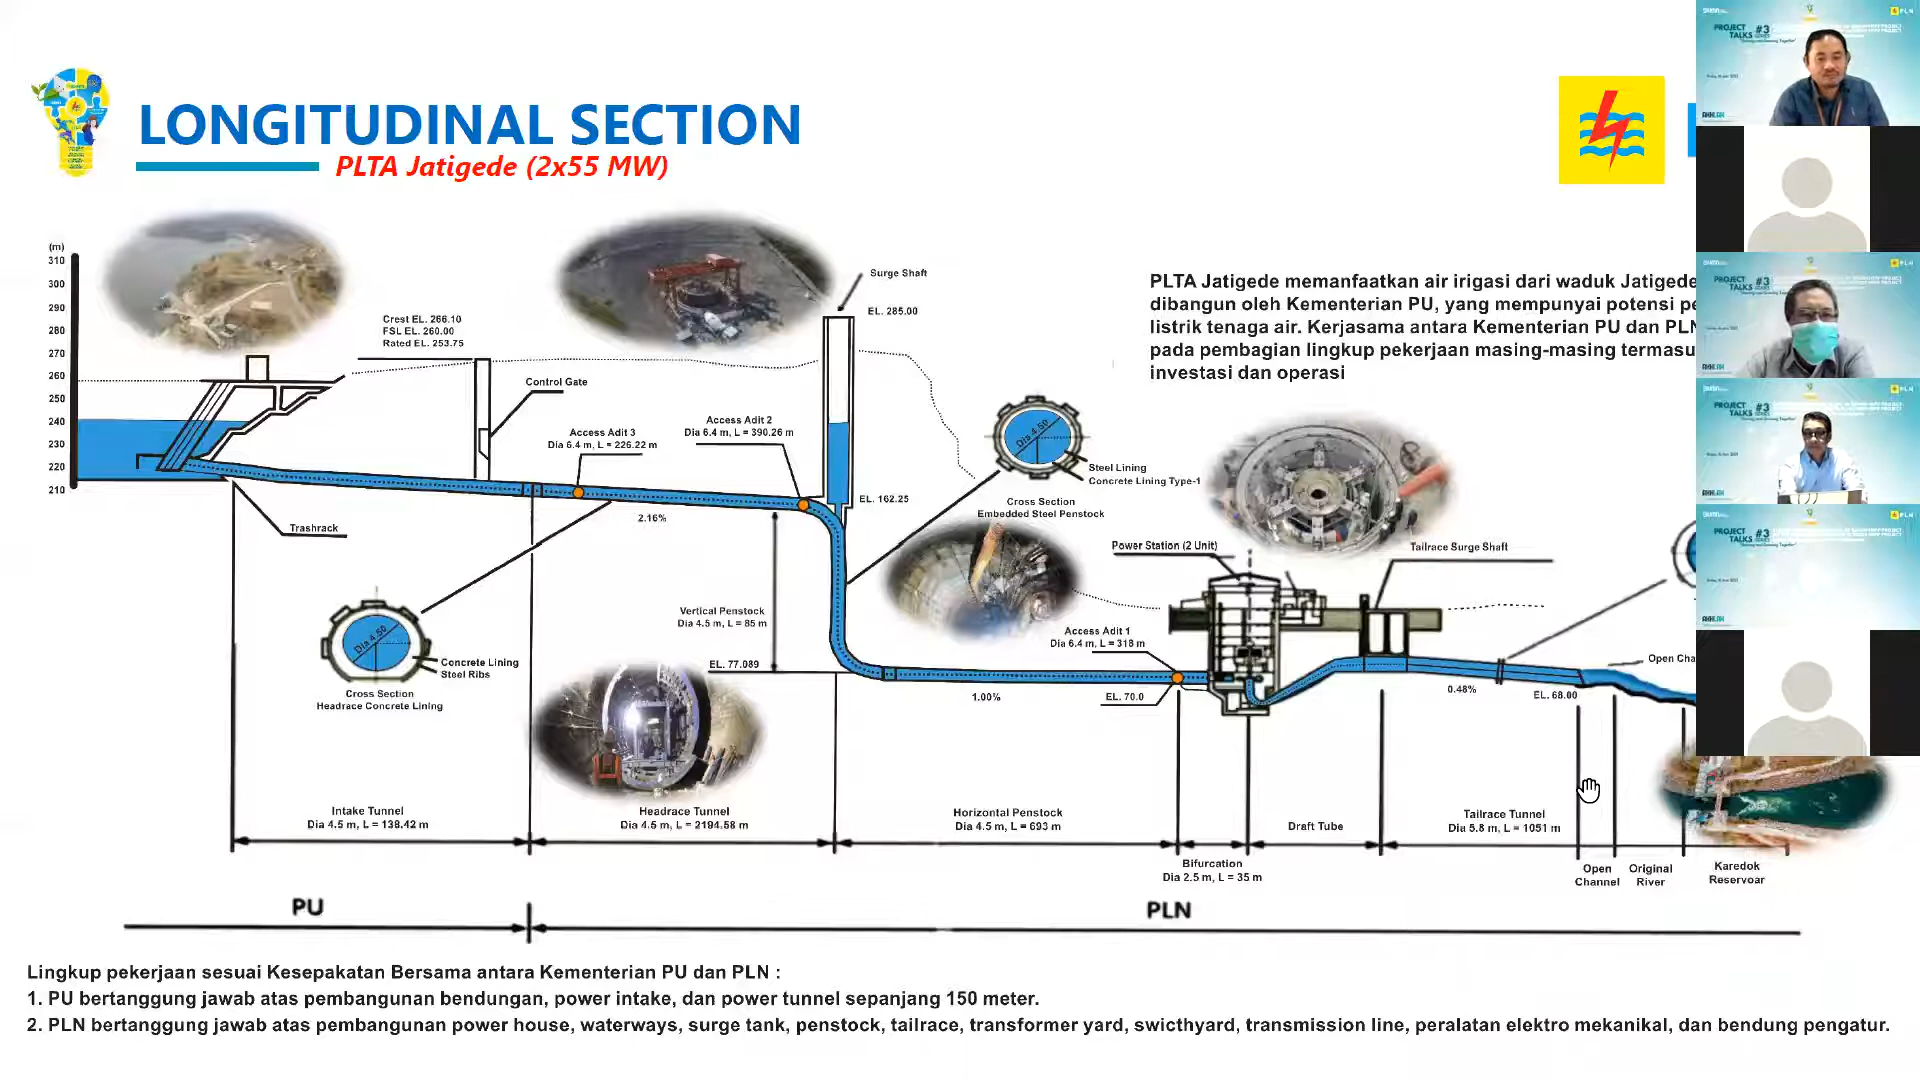 LONGITUDINAL SECTION
PLTA Jatigede (2x55 MW)
PLTA Jatigede memanfaatkan air irigasi dari waduk Jatigede
dibangun oleh Kementerian PU, yang mempunyai potensi pe
listrik tenaga air. Kerjasama antara Kementerian PU dan PLN
pada pembagian lingkup pekerjaan masing-masing termasu
investasi dan operasi
(m)
310
300
290
280
270
260
250
240
230
220
210
Crest EL. 266.10
FSL EL. 260.00
Rated EL. 253.75
Control Gate
Surge Shaft
EL. 285.00
Access Adit 3
Dia 6.4 m, L = 226.22 m
Access Adit 2
Dia 6.4 m, L = 390.26 m
EL. 162.25
2.16%
Trashrack
Dia 4.50
Steel Lining
Concrete Lining Type-1
Cross Section
Embedded Steel Penstock
Power Station (2 Unit)
Tailrace Surge Shaft
Vertical Penstock
Dia 4.5 m, L = 85 m
EL. 77.089
Access Adit 1
Dia 6.4 m, L = 318 m
1.00%
EL. 70.0
0.48%
EL. 68.00
Open Cha
Dia 4.50
Concrete Lining
Steel Ribs
Cross Section
Headrace Concrete Lining
Intake Tunnel
Dia 4.5 m, L = 138.42 m
Headrace Tunnel
Dia 4.5 m, L = 2194.58 m
Horizontal Penstock
Dia 4.5 m, L = 693 m
Bifurcation
Dia 2.5 m, L = 35 m
Draft Tube
Tailrace Tunnel
Dia 5.8 m, L = 1051 m
Open
Channel
Original
River
Karedok
Reservoar
PU
PLN
Lingkup pekerjaan sesuai Kesepakatan Bersama antara Kementerian PU dan PLN :
1. PU bertanggung jawab atas pembangunan bendungan, power intake, dan power tunnel sepanjang 150 meter.
2. PLN bertanggung jawab atas pembangunan power house, waterways, surge tank, penstock, tailrace, transformer yard, swicthyard, transmission line, peralatan elektro mekanikal, dan bendung pengatur.
PROJECT
TALKS #3
PLN
AKHLAK
PROJECT
TALKS #3
PLN
AKHLAK
PROJECT
TALKS #3
PLN
AKHLAK
PROJECT
TALKS #3
PLN
AKHLAK